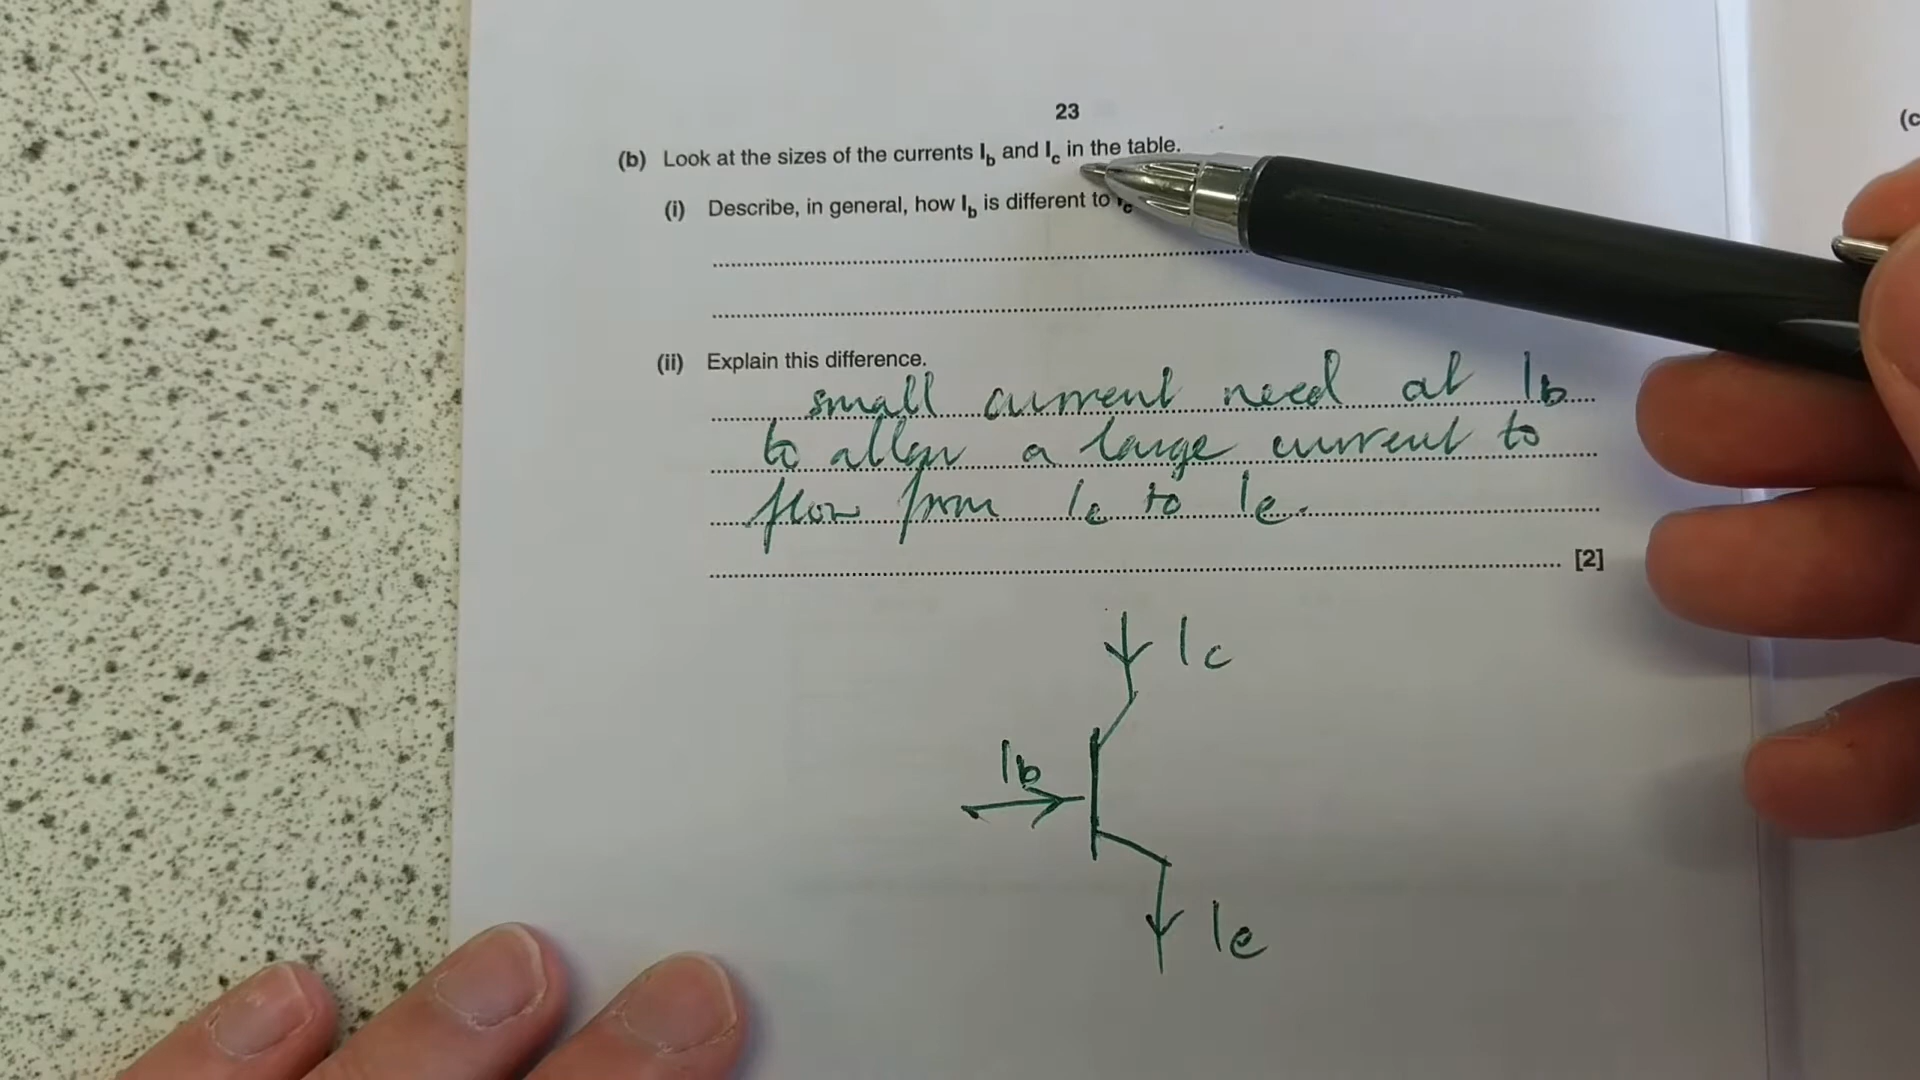 23
(b) Look at the sizes of the currents Ib and Ic in the table.
(i) Describe, in general, how Ib is different to Ic
(ii) Explain this difference.
small current need at Ib
to allow a large current to
flow from Ic to Ie.
[2]
Ic
Ib
Ie
(c